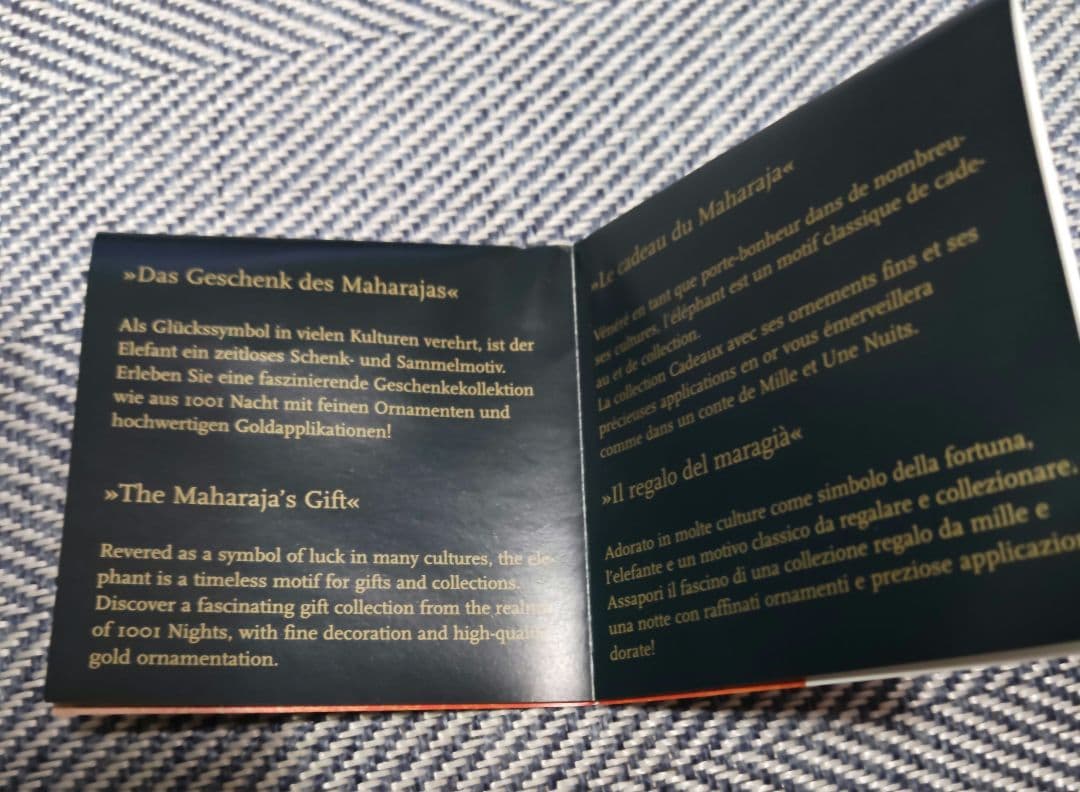 »Das Geschenk des Maharajas«
Als Glückssymbol in vielen Kulturen verehrt, ist der
Elefant ein zeitloses Schenk- und Sammelmotiv.
Erleben Sie eine faszinierende Geschenkekollektion
wie aus 1001 Nacht mit feinen Ornamenten und
hochwertigen Goldapplikationen!
»The Maharaja's Gift«
Revered as a symbol of luck in many cultures, the ele-
phant is a timeless motif for gifts and collections.
Discover a fascinating gift collection from the realm
of 1001 Nights, with fine decoration and high-quality
gold ornamentation.
»Le cadeau du Maharaja«
Vénéré en tant que porte-bonheur dans de nombreu-
ses cultures, l'éléphant est un motif classique de cade-
au et de collection.
La collection Cadeaux avec ses ornements fins et ses
précieuses applications en or vous émerveillera
comme dans un conte de Mille et Une Nuits.
»Il regalo del maragià«
Adorato in molte culture come simbolo della fortuna,
l'elefante e un motivo classico da regalare e collezionare.
Assapori il fascino di una collezione regalo da mille e
una notte con raffinati ornamenti e preziose applicazioni
dorate!